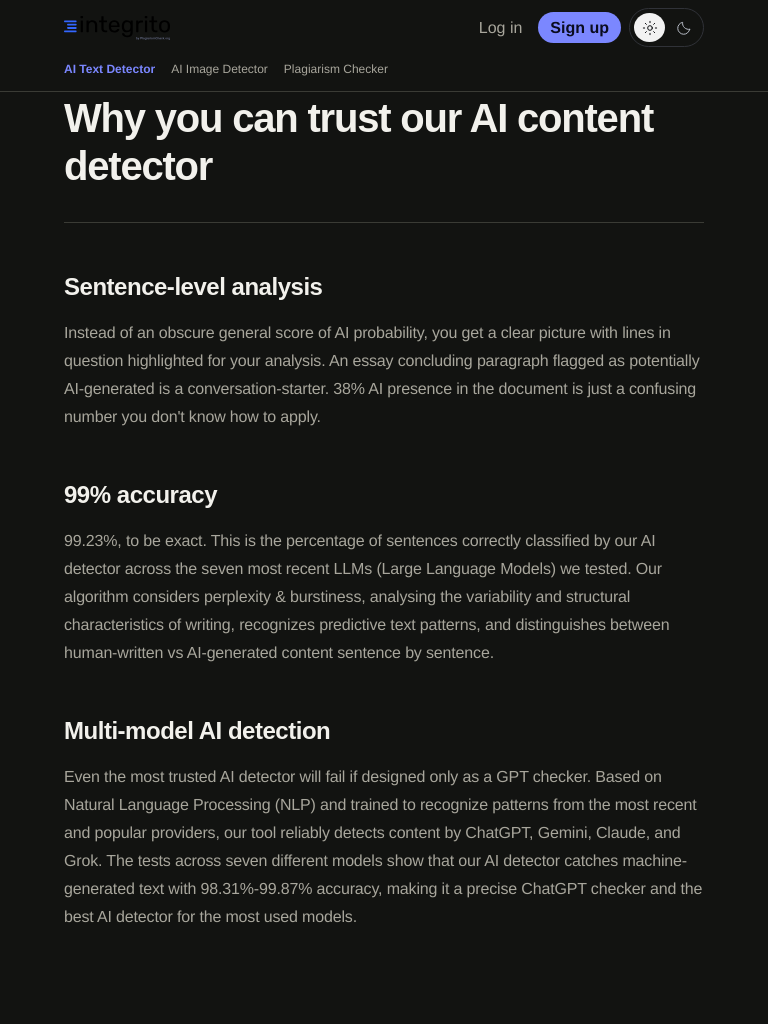 integrito
Log in
Sign up
AI Text Detector
AI Image Detector
Plagiarism Checker
Why you can trust our AI content
detector
Sentence-level analysis
Instead of an obscure general score of AI probability, you get a clear picture with lines in
question highlighted for your analysis. An essay concluding paragraph flagged as potentially
AI-generated is a conversation-starter. 38% AI presence in the document is just a confusing
number you don't know how to apply.
99% accuracy
99.23%, to be exact. This is the percentage of sentences correctly classified by our AI
detector across the seven most recent LLMs (Large Language Models) we tested. Our
algorithm considers perplexity & burstiness, analysing the variability and structural
characteristics of writing, recognizes predictive text patterns, and distinguishes between
human-written vs AI-generated content sentence by sentence.
Multi-model AI detection
Even the most trusted AI detector will fail if designed only as a GPT checker. Based on
Natural Language Processing (NLP) and trained to recognize patterns from the most recent
and popular providers, our tool reliably detects content by ChatGPT, Gemini, Claude, and
Grok. The tests across seven different models show that our AI detector catches machine-
generated text with 98.31%-99.87% accuracy, making it a precise ChatGPT checker and the
best AI detector for the most used models.